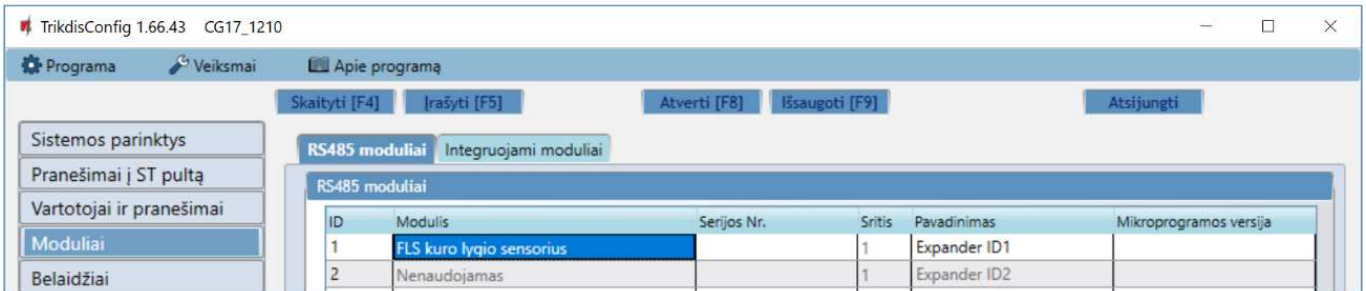 TrikdisConfig 1.66.43 CG17_1210
Programa Veiksmai Apie programą
Skaityti [F4] Įrašyti [F5] Atverti [F8] Išsaugoti [F9] Atsijungti
Sistemos parinktys
Pranešimai į ST pultą
Vartotojai ir pranešimai
Moduliai
Belaidžiai
RS485 moduliai Integruojami moduliai
RS485 moduliai
ID Modulis Serijos Nr. Sritis Pavadinimas Mikroprogramos versija
1 FLS kuro lygio sensorius 1 Expander ID1
2 Nenaudojamas 1 Expander ID2